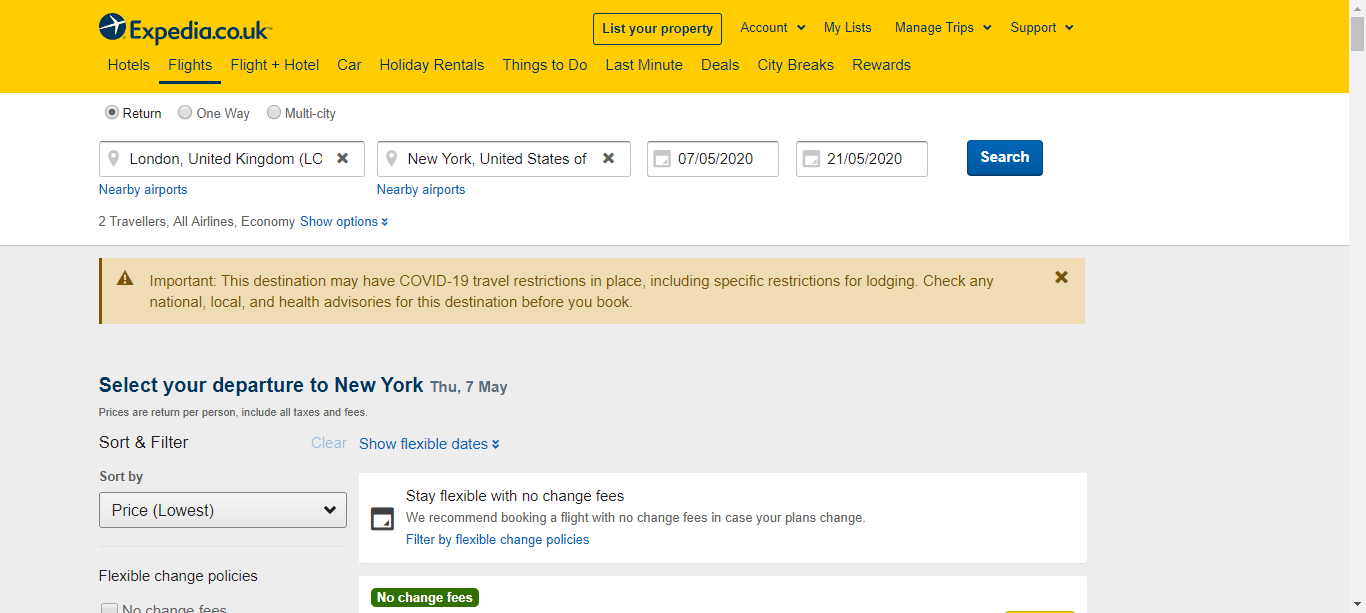 Expedia.co.uk™
List your property
Account
My Lists
Manage Trips
Support
Hotels
Flights
Flight + Hotel
Car
Holiday Rentals
Things to Do
Last Minute
Deals
City Breaks
Rewards
Return
One Way
Multi-city
London, United Kingdom (LO
New York, United States of
07/05/2020
21/05/2020
Search
Nearby airports
Nearby airports
2 Travellers, All Airlines, Economy Show options
Important: This destination may have COVID-19 travel restrictions in place, including specific restrictions for lodging. Check any
national, local, and health advisories for this destination before you book.
Select your departure to New York Thu, 7 May
Prices are return per person, include all taxes and fees.
Sort & Filter
Clear
Show flexible dates
Sort by
Price (Lowest)
Stay flexible with no change fees
We recommend booking a flight with no change fees in case your plans change.
Filter by flexible change policies
Flexible change policies
No change fees
No change fees